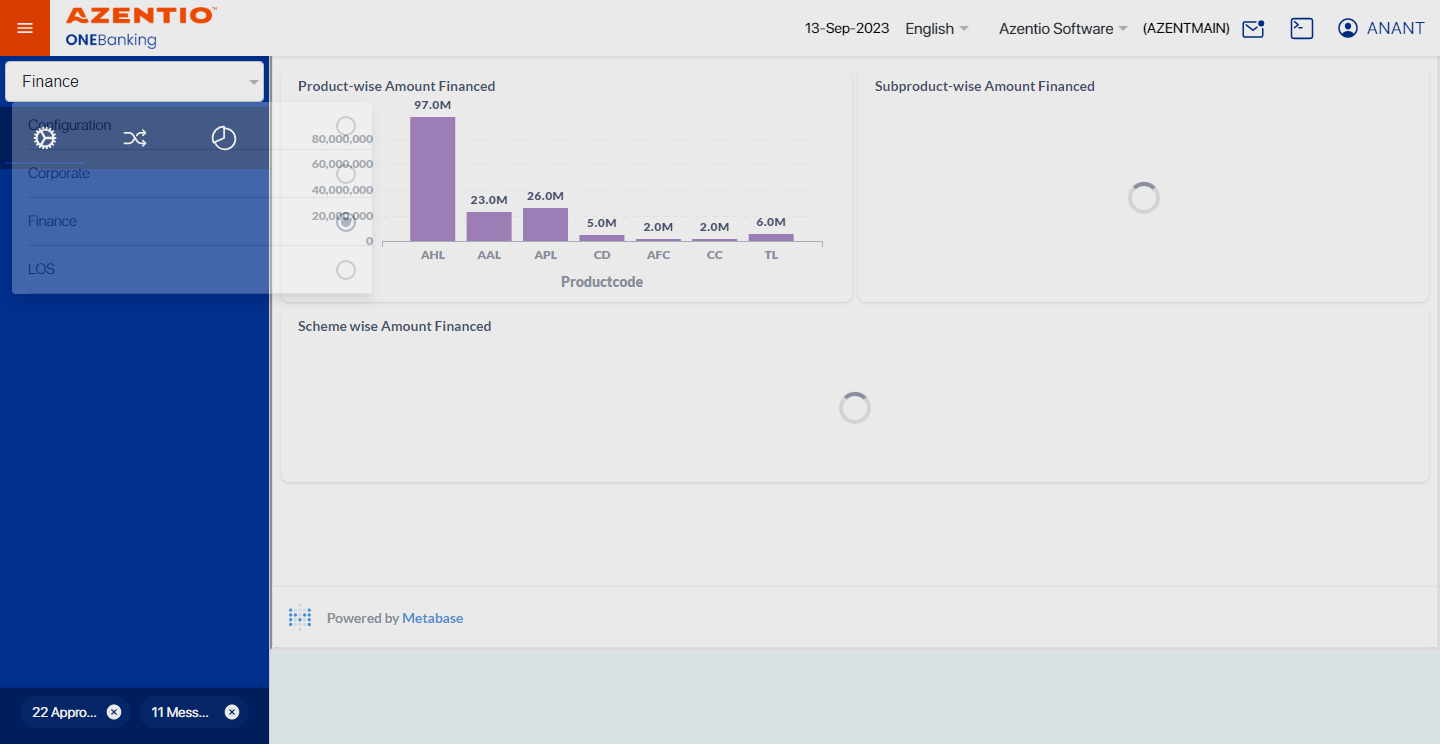 AZENTIO™
ONEBanking
13-Sep-2023
English
Azentio Software
(AZENTMAIN)
ANANT
Finance
Configuration
Corporate
Finance
LOS
Product-wise Amount Financed
97.0M
80,000,000
60,000,000
40,000,000
20,000,000
0
23.0M
26.0M
5.0M
2.0M
2.0M
6.0M
AHL
AAL
APL
CD
AFC
CC
TL
Productcode
Subproduct-wise Amount Financed
Scheme wise Amount Financed
Powered by Metabase
22 Appro...
11 Mess...